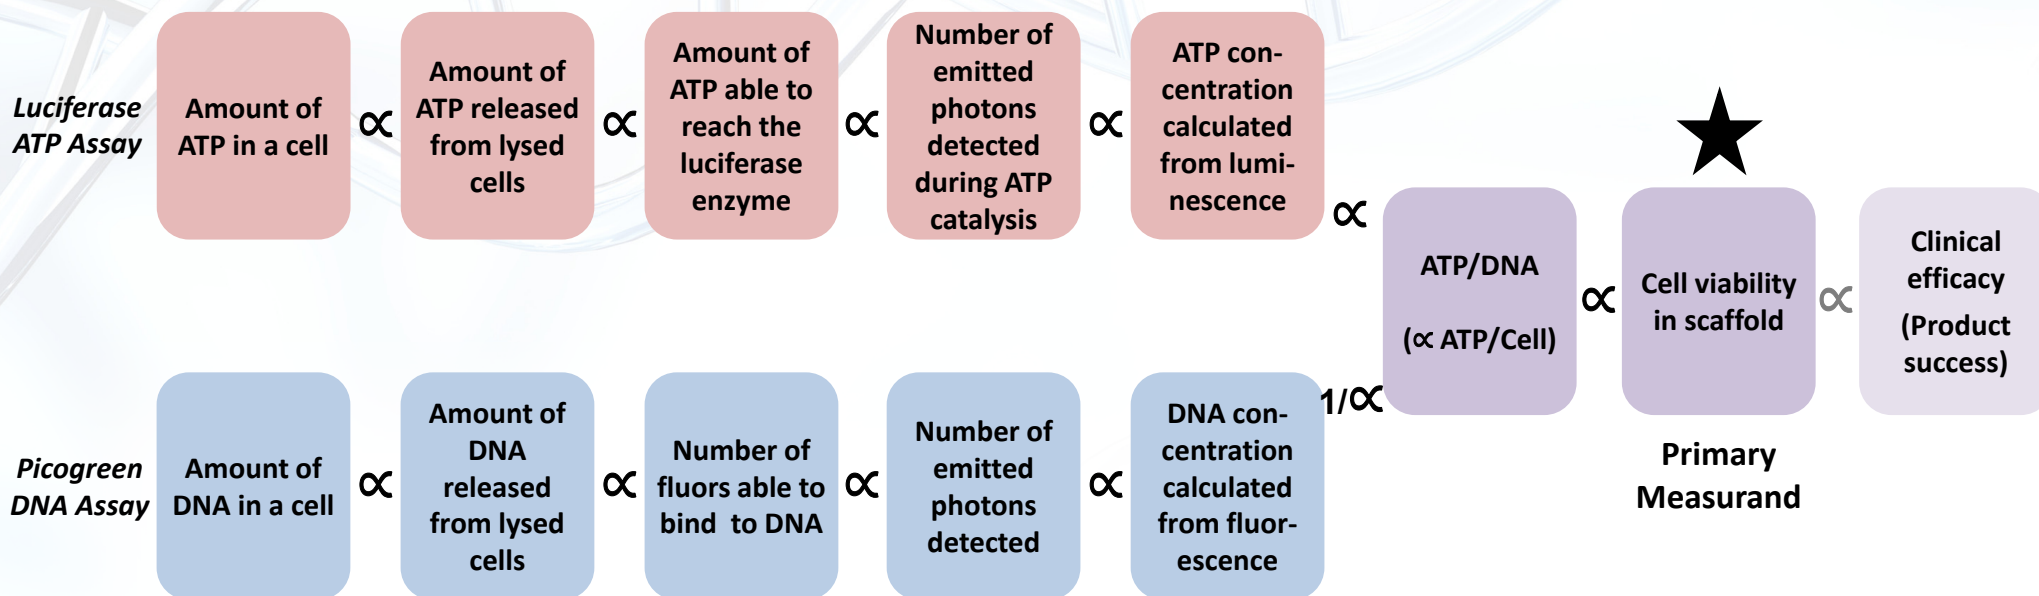 Luciferase
ATP Assay
Amount of
ATP in a cell
∝
Amount of
ATP released
from lysed
cells
∝
Amount of
ATP able to
reach the
luciferase
enzyme
∝
Number of
emitted
photons
detected
during ATP
catalysis
∝
ATP con-
centration
calculated
from lumi-
nescence
∝
Picogreen
DNA Assay
Amount of
DNA in a cell
∝
Amount of
DNA
released
from lysed
cells
∝
Number of
fluors able to
bind to DNA
∝
Number of
emitted
photons
detected
∝
DNA con-
centration
calculated
from fluor-
escence
1/∝
ATP/DNA
(∝ ATP/Cell)
∝
Cell viability
in scaffold
∝
Clinical
efficacy
(Product
success)
Primary
Measurand